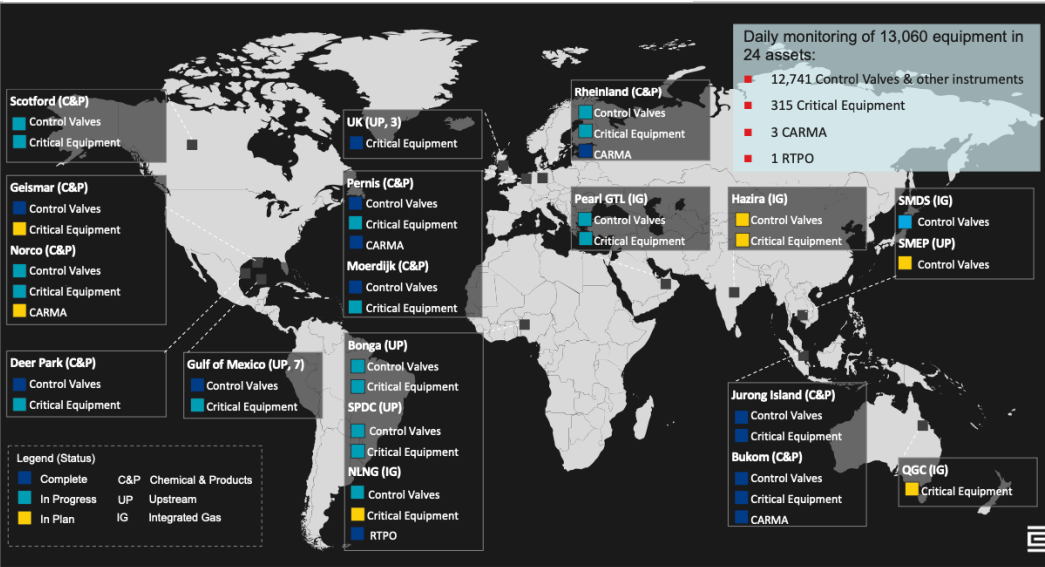 Daily monitoring of 13,060 equipment in
24 assets:
12,741 Control Valves & other instruments
315 Critical Equipment
3 CARMA
1 RTPO
Scotford (C&P)
Control Valves
Critical Equipment
Geismar (C&P)
Control Valves
Critical Equipment
Norco (C&P)
Control Valves
Critical Equipment
CARMA
Deer Park (C&P)
Control Valves
Critical Equipment
Gulf of Mexico (UP, 7)
Control Valves
Critical Equipment
UK (UP, 3)
Critical Equipment
Pernis (C&P)
Control Valves
Critical Equipment
CARMA
Moerdijk (C&P)
Control Valves
Critical Equipment
Bonga (UP)
Control Valves
Critical Equipment
SPDC (UP)
Control Valves
Critical Equipment
NLNG (IG)
Control Valves
Critical Equipment
RTPO
Rheinland (C&P)
Control Valves
Critical Equipment
CARMA
Pearl GTL (IG)
Control Valves
Critical Equipment
Hazira (IG)
Control Valves
Critical Equipment
SMDS (IG)
Control Valves
SMEP (UP)
Control Valves
Jurong Island (C&P)
Control Valves
Critical Equipment
Bukom (C&P)
Control Valves
Critical Equipment
CARMA
QGC (IG)
Critical Equipment
Legend (Status)
Complete C&P Chemical & Products
In Progress UP Upstream
In Plan IG Integrated Gas